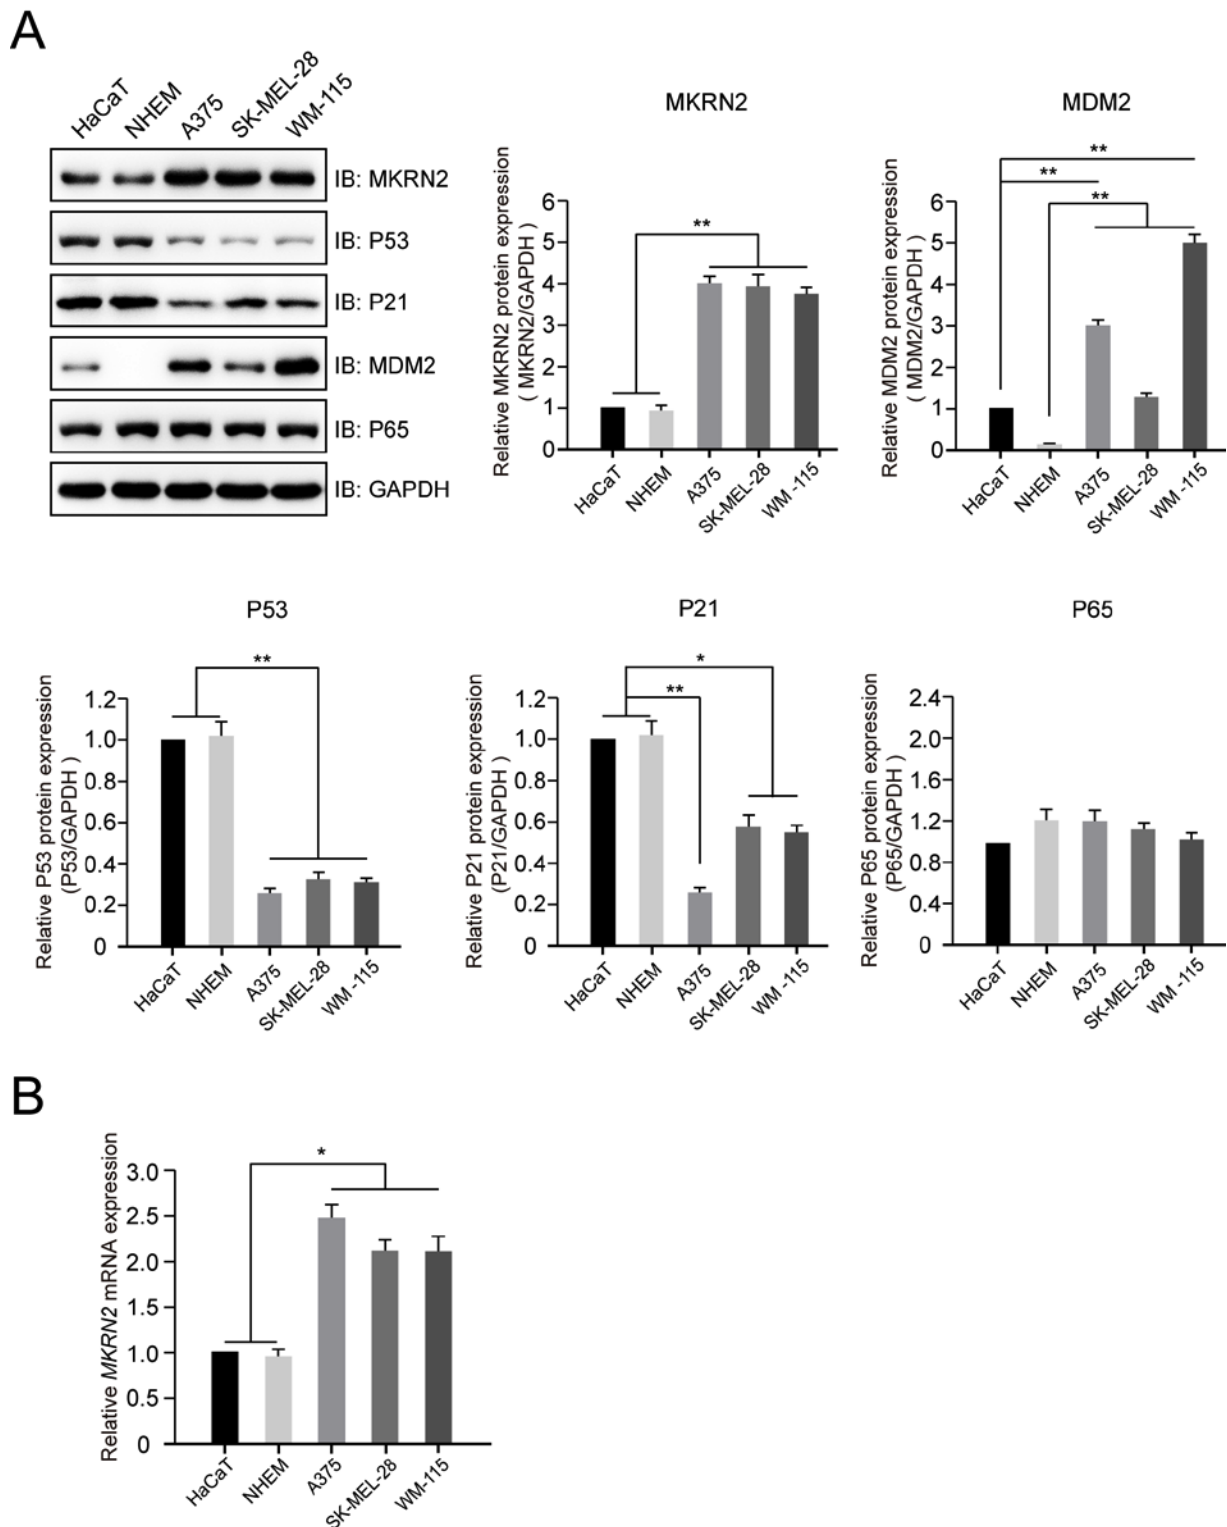 A
HaCaT
NHEM
A375
SK-MEL-28
WM-115
IB: MKRN2
IB: P53
IB: P21
IB: MDM2
IB: P65
IB: GAPDH
MKRN2
Relative MKRN2 protein expression
( MKRN2/GAPDH )
6
5
4
3
2
1
0
**
HaCaT
NHEM
A375
SK-MEL-28
WM -115
MDM2
Relative MDM2 protein expression
( MDM2/GAPDH )
6
5
4
3
2
1
0
**
**
**
HaCaT
NHEM
A375
SK-MEL-28
WM -115
P53
Relative P53 protein expression
(P53/GAPDH )
1.2
1.0
0.8
0.6
0.4
0.2
0
**
HaCaT
NHEM
A375
SK-MEL-28
WM -115
P21
Relative P21 protein expression
(P21/GAPDH )
1.2
1.0
0.8
0.6
0.4
0.2
0
*
**
HaCaT
NHEM
A375
SK-MEL-28
WM -115
P65
Relative P65 protein expression
(P65/GAPDH )
2.4
2.0
1.6
1.2
0.8
0.4
0
HaCaT
NHEM
A375
SK-MEL-28
WM -115
B
Relative MKRN2 mRNA expression
3.0
2.5
2.0
1.0
0.5
0
*
HaCaT
NHEM
A375
SK-MEL-28
WM-115